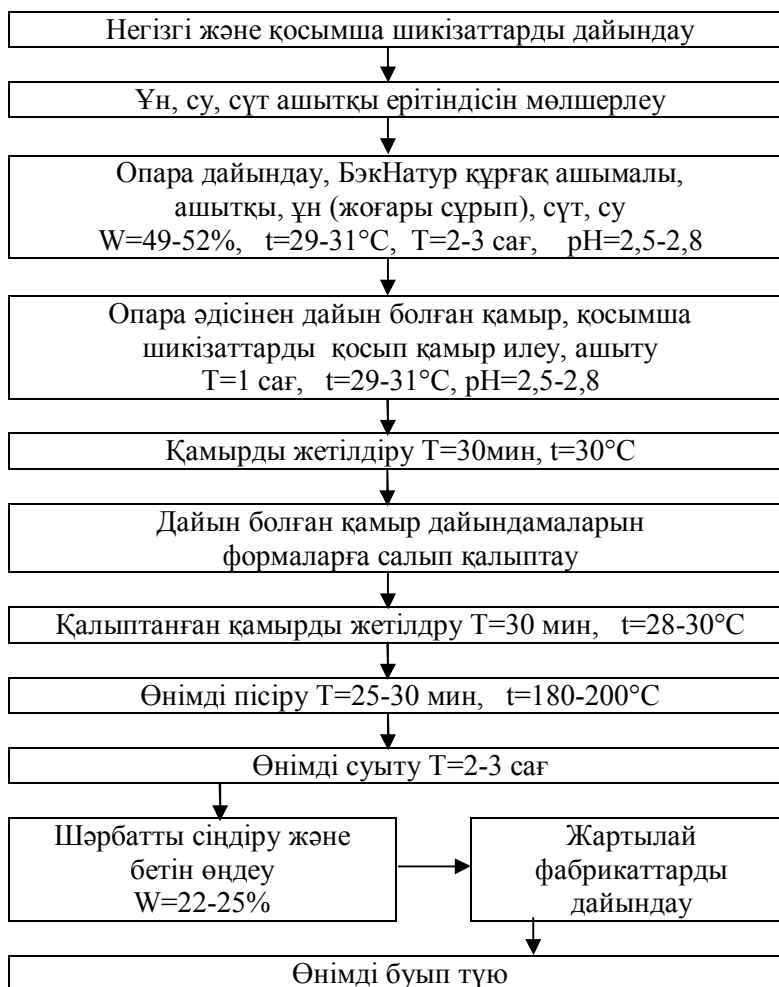 Негізгі және қосымша шикізаттарды дайындау
Ұн, су, сүт ашытқы ерітіндісін мөлшерлеу
Опара дайындау, БэкНатур құрғақ ашымалы,
ашытқы, ұн (жоғары сұрып), сүт, су
W=49-52%, t=29-31°C, T=2-3 сағ, pH=2,5-2,8
Опара әдісінен дайын болған қамыр, қосымша
шикізаттарды қосып қамыр илеу, ашыту
T=1 сағ, t=29-31°C, pH=2,5-2,8
Қамырды жетілдіру T=30мин, t=30°C
Дайын болған қамыр дайындамаларын
формаларға салып қалыптау
Қалыптанған қамырды жетілдру T=30 мин, t=28-30°C
Өнімді пісіру T=25-30 мин, t=180-200°C
Өнімді суыту T=2-3 сағ
Шәрбатты сіңдіру және
бетін өңдеу
W=22-25%
Жартылай
фабрикаттарды
дайындау
Өнімді буып түю